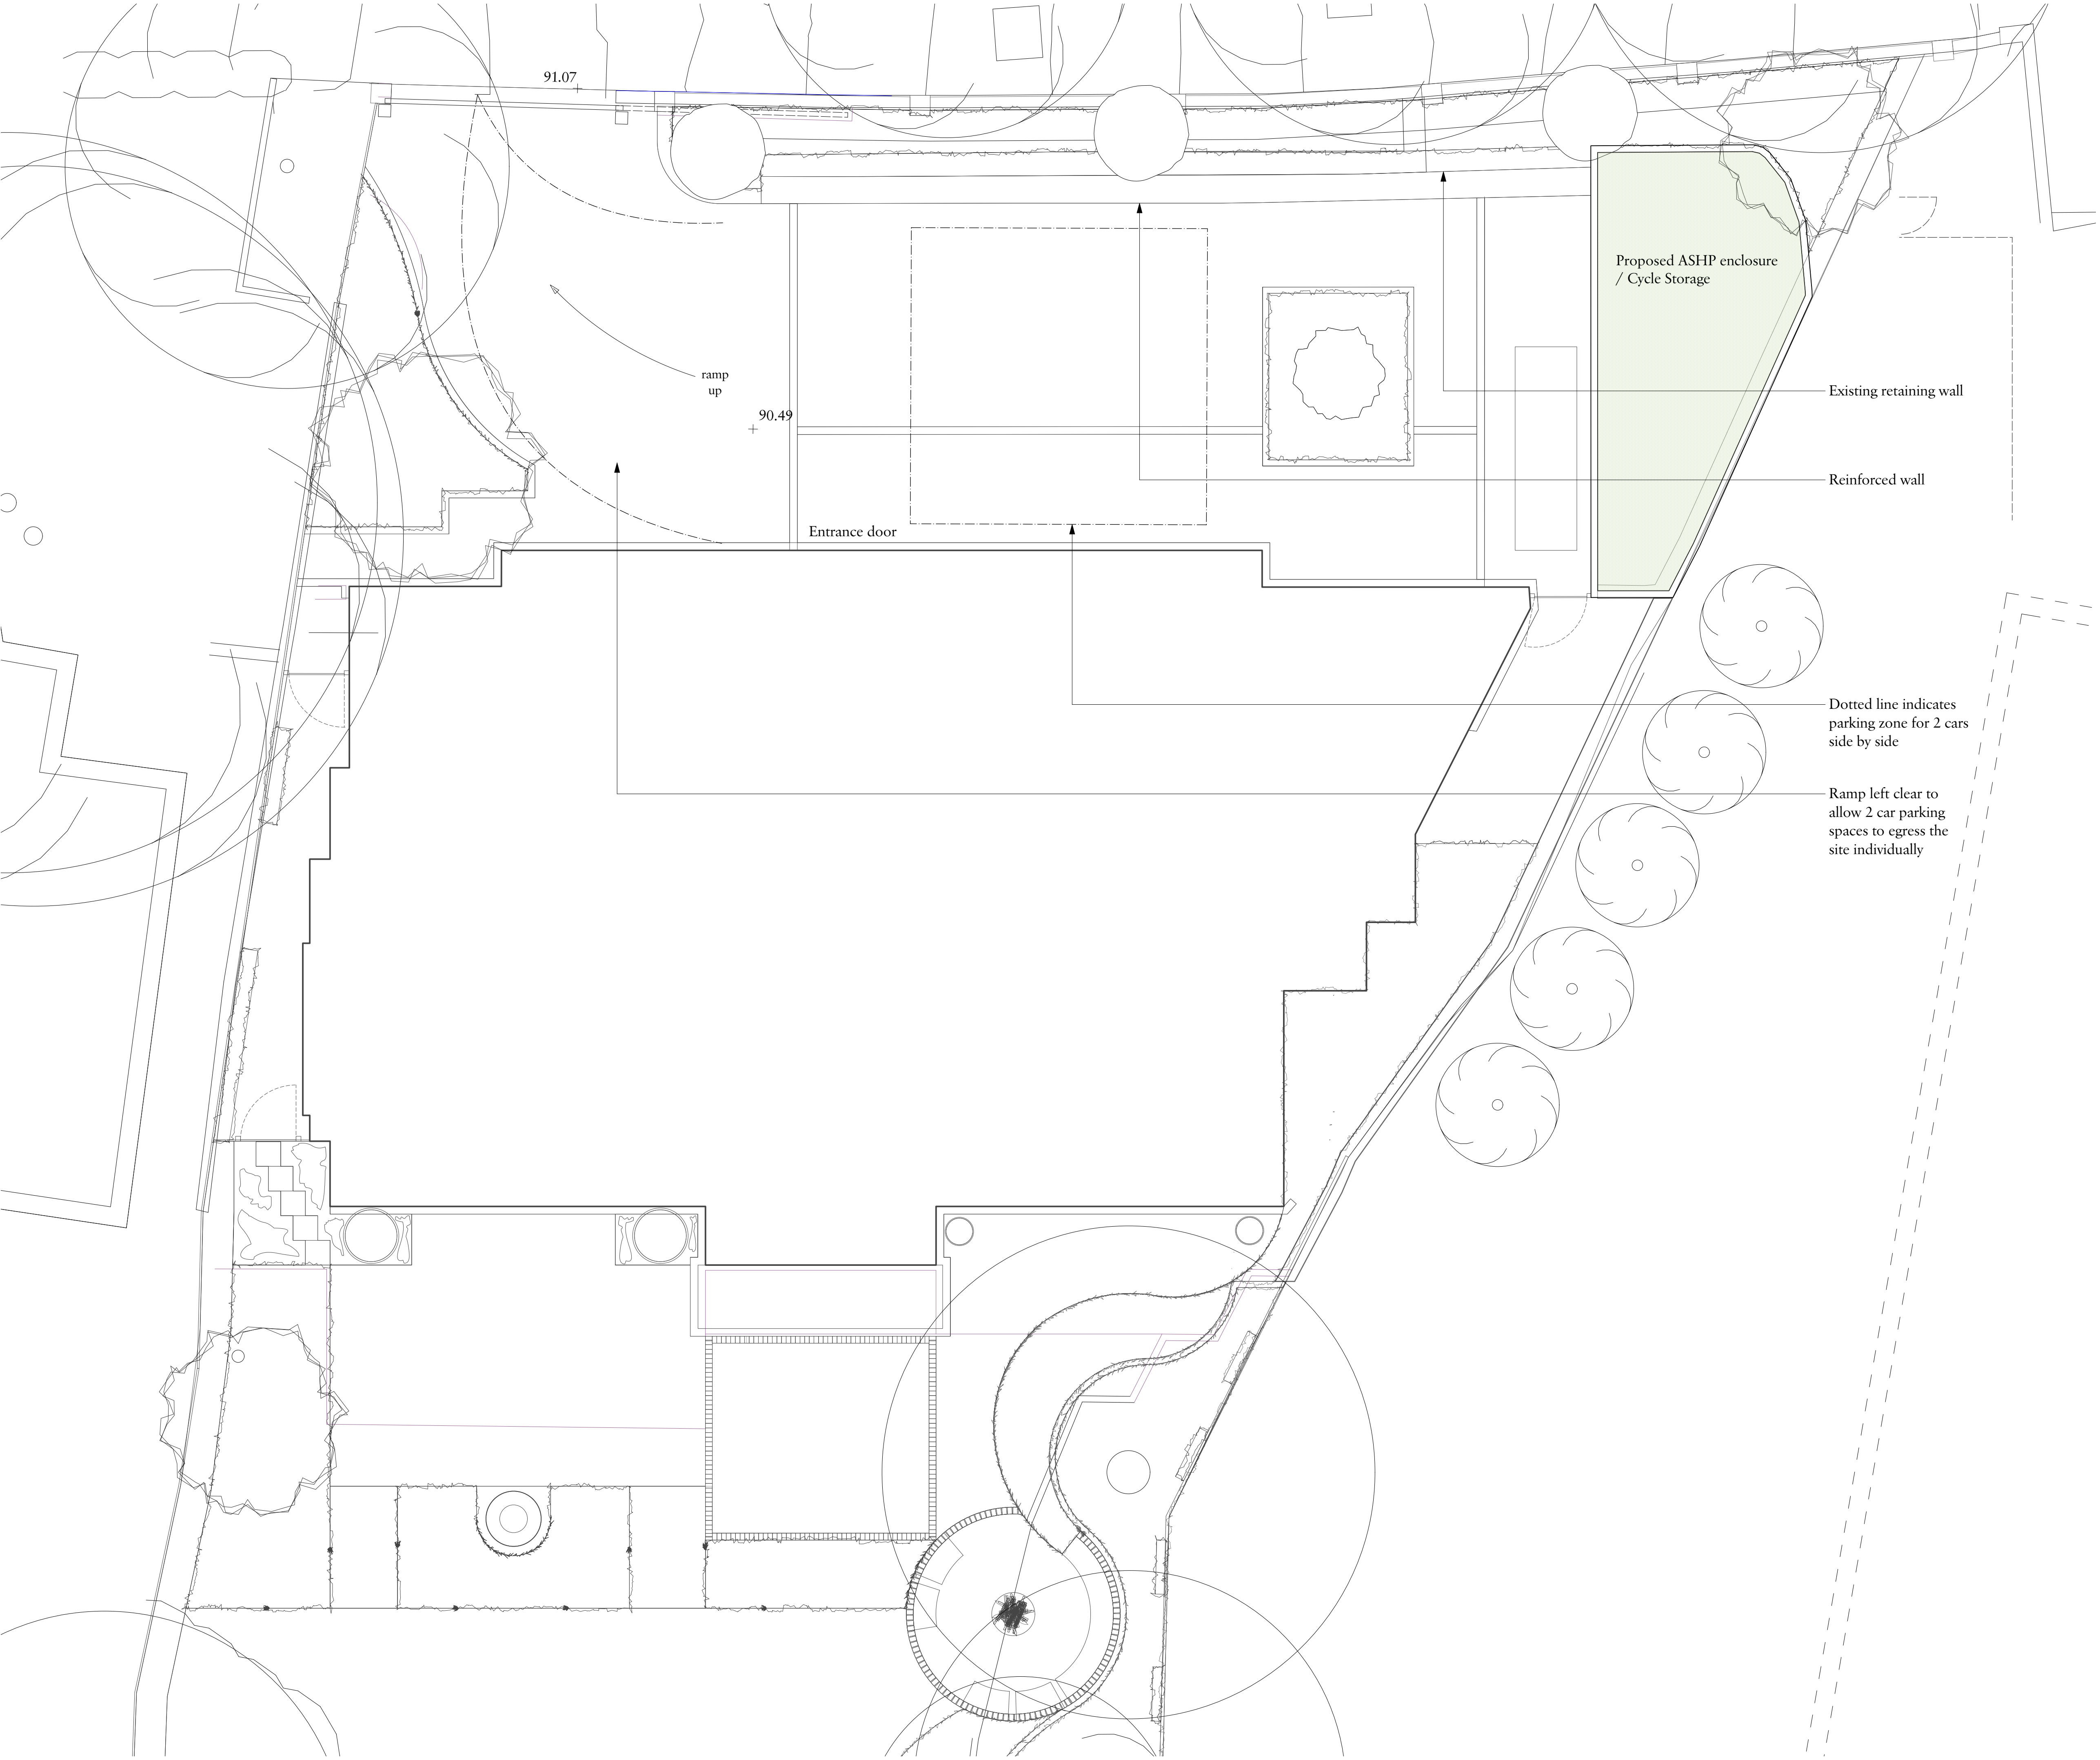 91.07
Proposed ASHP enclosure
/ Cycle Storage
ramp
up
Existing retaining wall
90.49
Reinforced wall
Entrance door
Dotted line indicates
parking zone for 2 cars
side by side
Ramp left clear to
allow 2 car parking
spaces to egress the
site individually